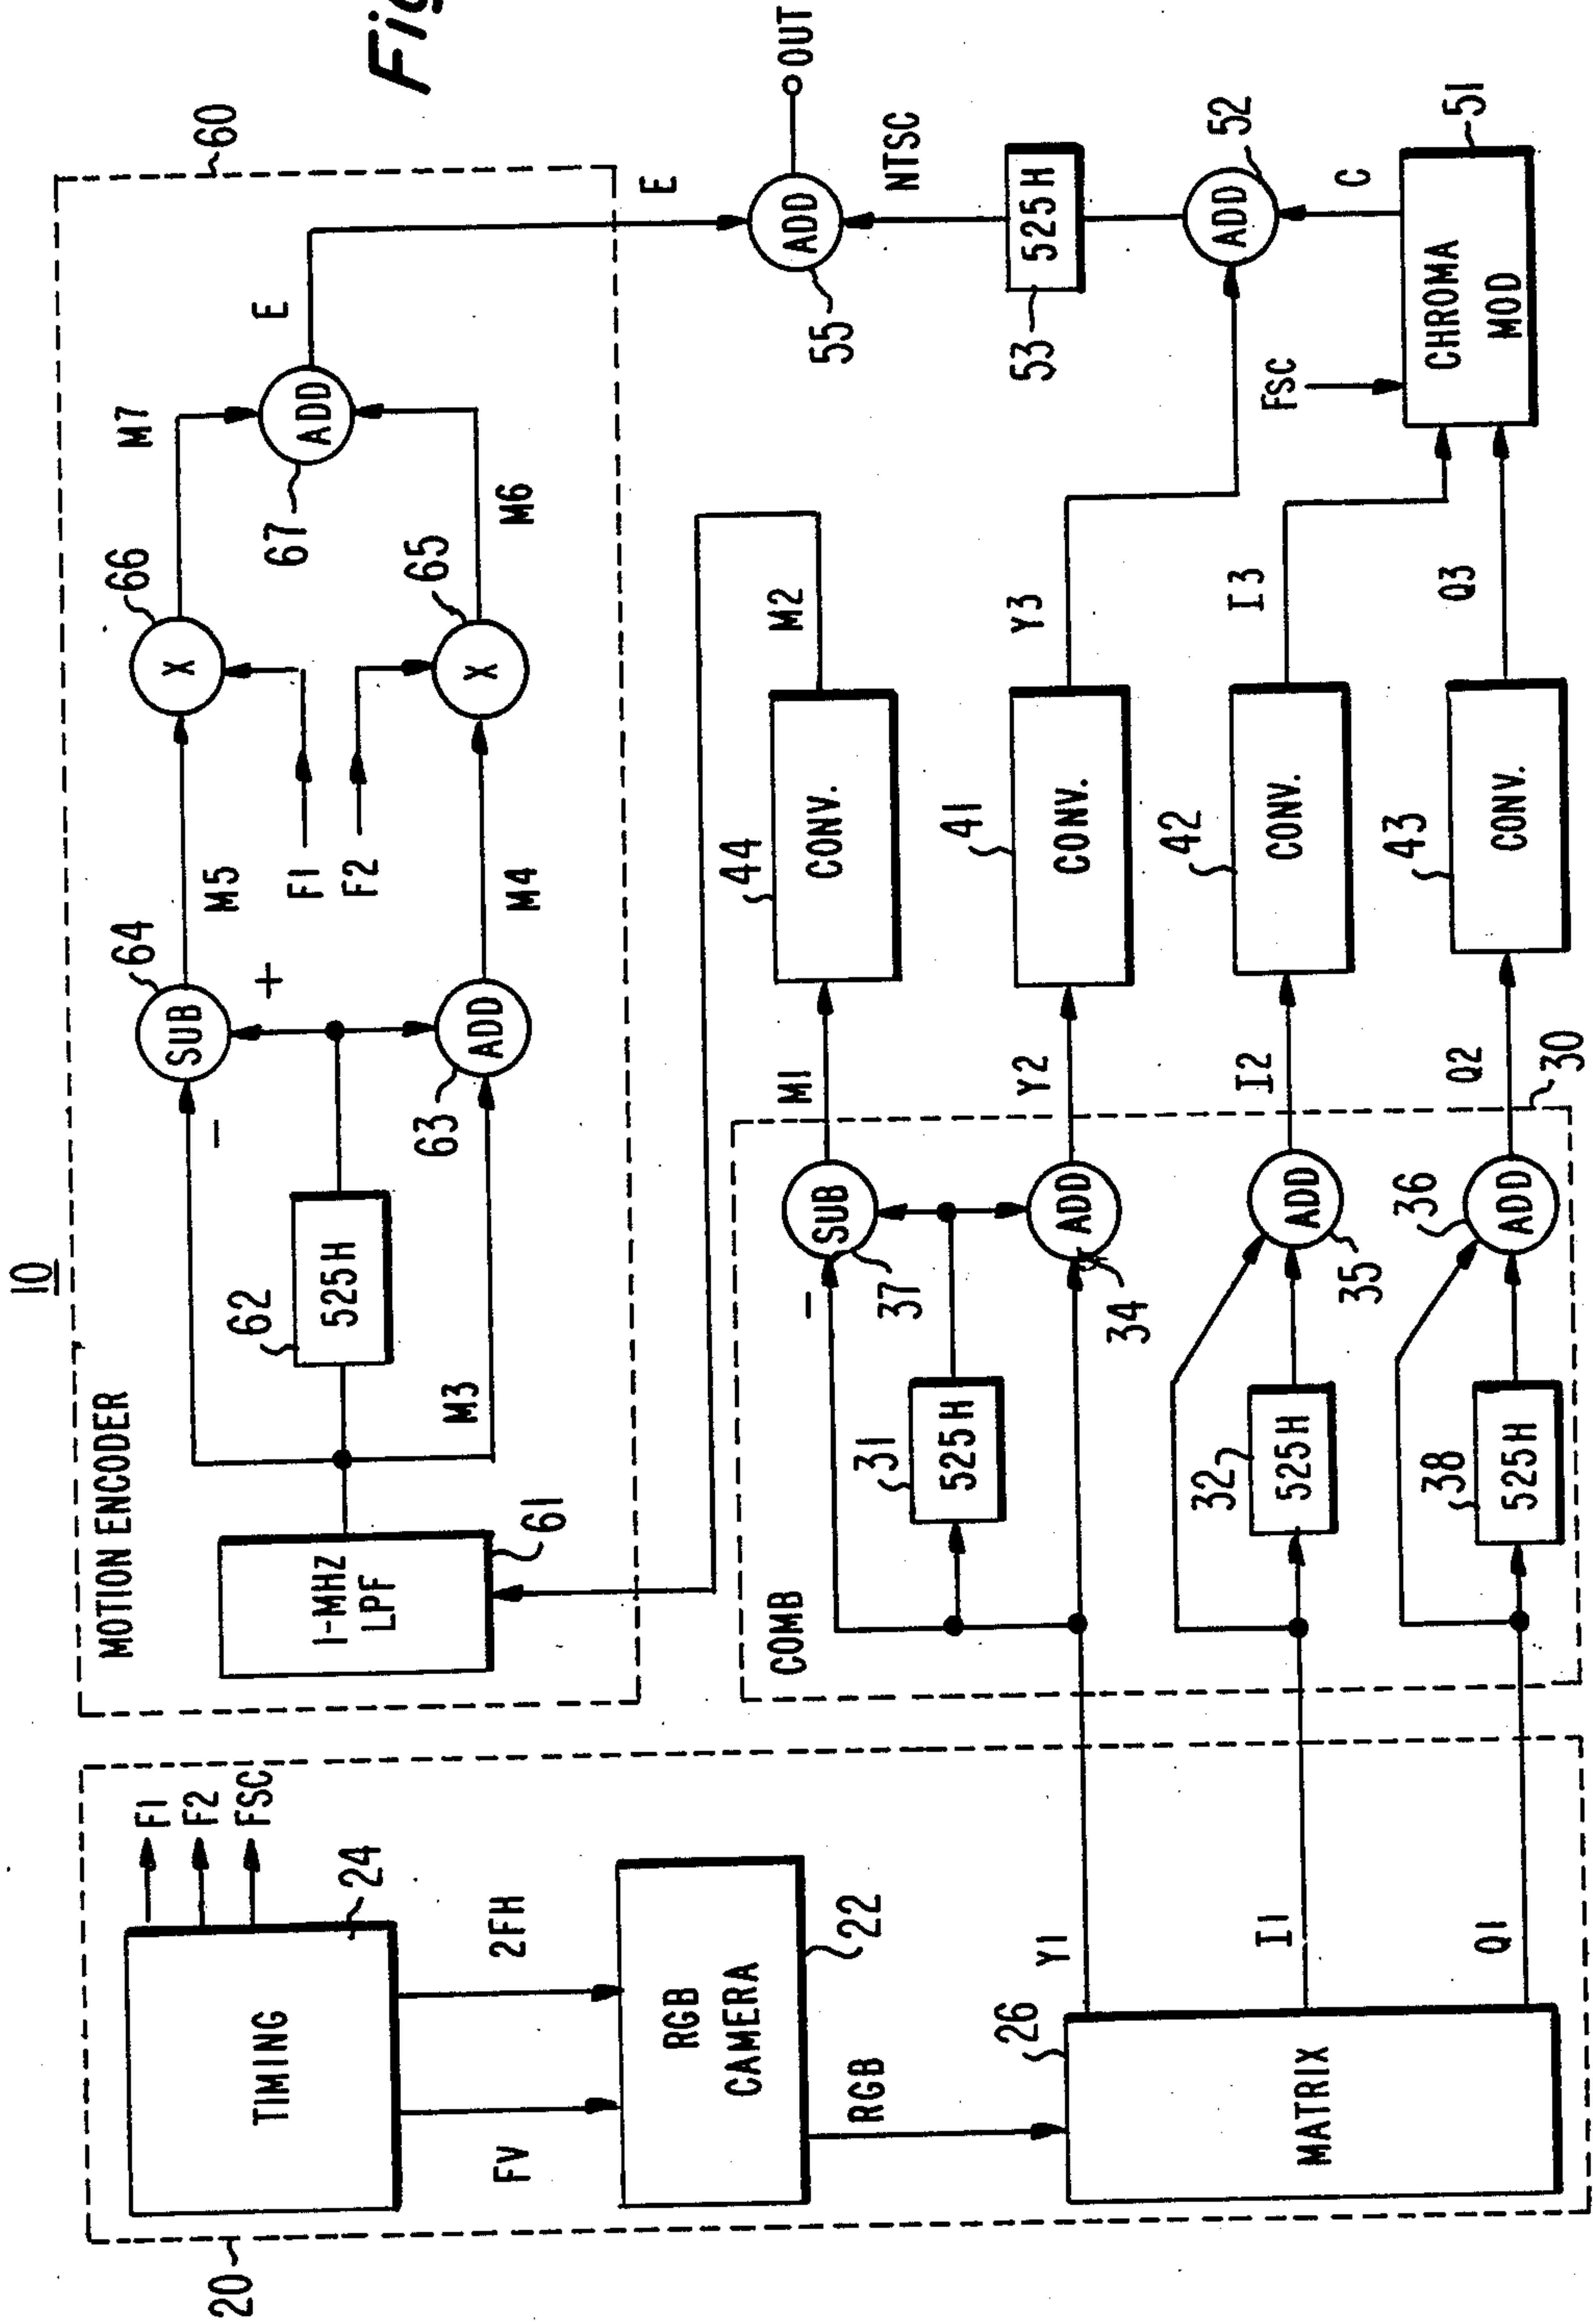 10
Fig
20
TIMING
24
F1
F2
FSC
FV
2FH
RGB
CAMERA
22
RGB
MATRIX
26
Y1
I1
Q1
MOTION ENCODER
60
1-MHZ
LPF
61
M3
62
525H
–
+
SUB
64
ADD
63
M5
M4
F1
F2
X
66
X
65
M7
M6
ADD
67
E
E
COMB
30
31
525H
–
SUB
37
ADD
34
32
525H
ADD
35
38
525H
ADD
36
M1
Y2
I2
Q2
44
CONV.
41
CONV.
42
CONV.
43
CONV.
M2
Y3
I3
Q3
FSC
CHROMA
MOD
51
C
ADD
52
53
525H
NTSC
ADD
55
OUT